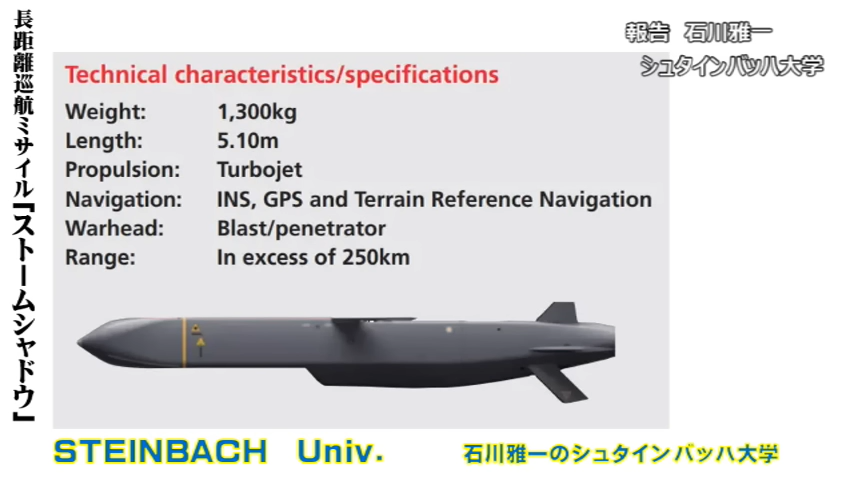 長距離巡航ミサイル「ストームシャドウ」
報告 石川雅一
シュタインバッハ大学
Technical characteristics/specifications
Weight: 1,300kg
Length: 5.10m
Propulsion: Turbojet
Navigation: INS, GPS and Terrain Reference Navigation
Warhead: Blast/penetrator
Range: In excess of 250km
STEINBACH Univ. 石川雅一のシュタインバッハ大学